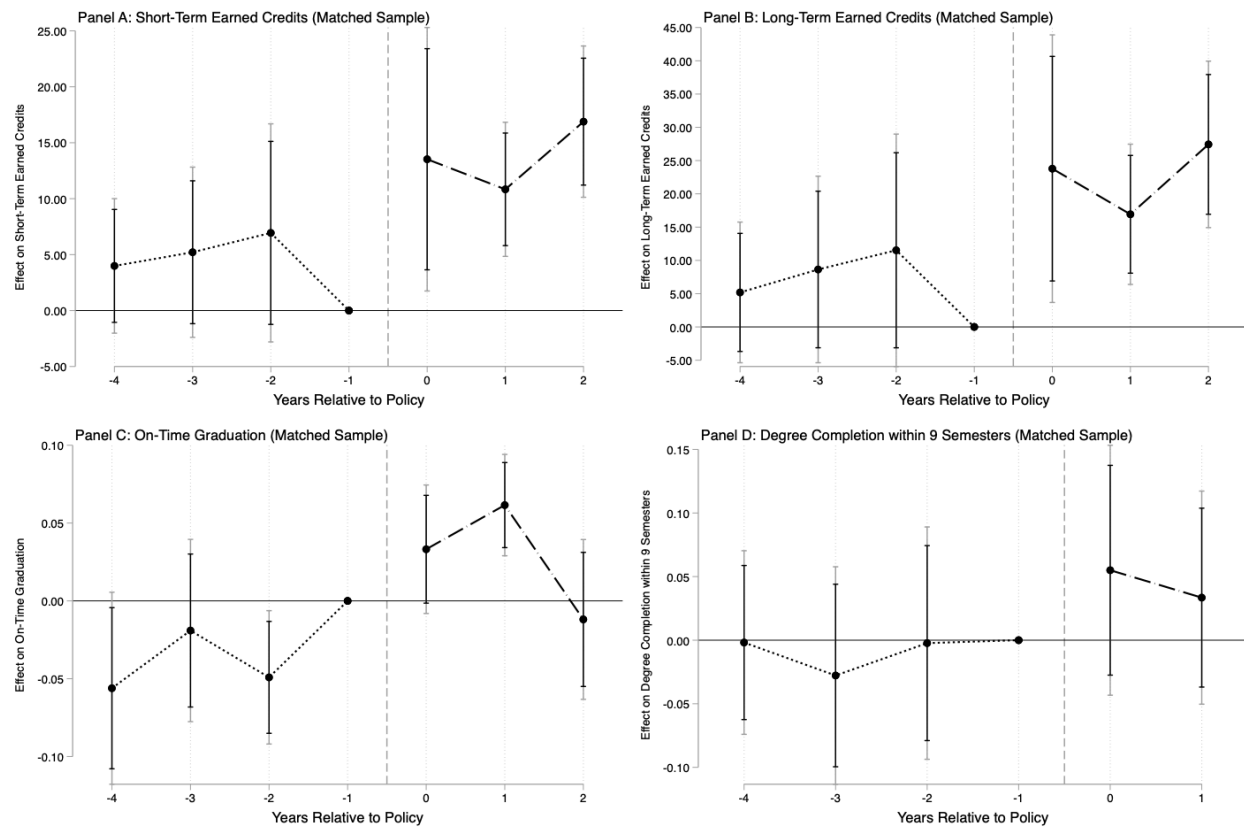 Panel A: Short-Term Earned Credits (Matched Sample)
25.00
20.00
15.00
10.00
5.00
0.00
-5.00
Effect on Short-Term Earned Credits
-4 -3 -2 -1 0 1 2
Years Relative to Policy
Panel B: Long-Term Earned Credits (Matched Sample)
45.00
40.00
35.00
30.00
25.00
20.00
15.00
10.00
5.00
0.00
-5.00
Effect on Long-Term Earned Credits
-4 -3 -2 -1 0 1 2
Years Relative to Policy
Panel C: On-Time Graduation (Matched Sample)
0.10
0.05
0.00
-0.05
-0.10
Effect on On-Time Graduation
-4 -3 -2 -1 0 1 2
Years Relative to Policy
Panel D: Degree Completion within 9 Semesters (Matched Sample)
0.15
0.10
0.05
0.00
-0.05
-0.10
Effect on Degree Completion within 9 Semesters
-4 -3 -2 -1 0 1
Years Relative to Policy